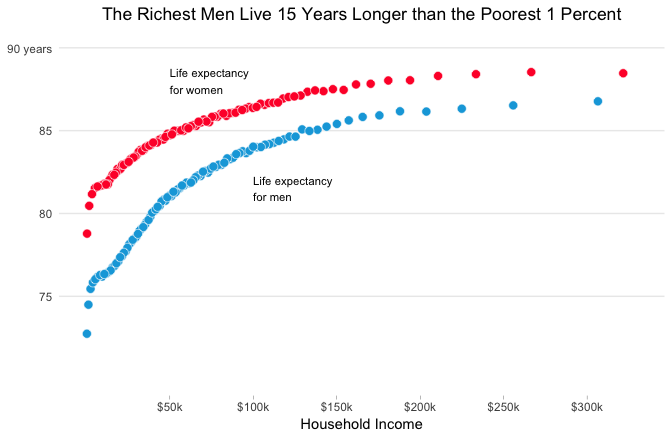 The Richest Men Live 15 Years Longer than the Poorest 1 Percent
90 years
Life expectancy
for women
85
Life expectancy
for men
80
75
$50k
$100k
$150k
$200k
$250k
$300k
Household Income